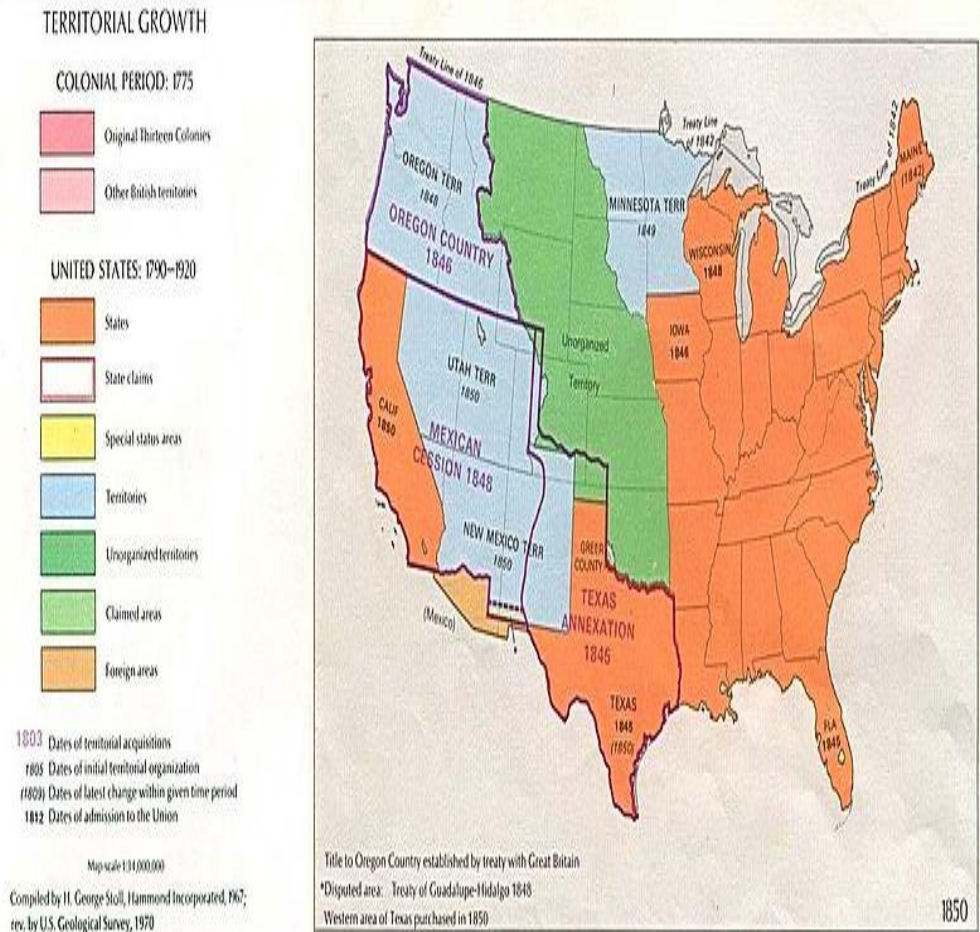 TERRITORIAL GROWTH
COLONIAL PERIOD: 1775
Original Thirteen Colonies
Other British territories
UNITED STATES: 1790–1920
States
State claims
Special status areas
Territories
Unorganized territories
Claimed areas
Foreign areas
1803 Dates of territorial acquisitions
1805 Dates of initial territorial organization
(1809) Dates of latest change within given time period
1812 Dates of admission to the Union
Map scale 1:34,000,000
Compiled by H. George Stoll, Hammond Incorporated, 1967;
rev. by U.S. Geological Survey, 1970
Treaty Line of 1846
Treaty Line
of 1842
Treaty Line of 1842
MAINE
(1842)
OREGON TERR
1848
OREGON COUNTRY
1846
MINNESOTA TERR
1849
WISCONSIN
1848
IOWA
1846
Unorganized
Territory
UTAH TERR
1850
CALIF
1850
MEXICAN
CESSION 1848
NEW MEXICO TERR
1850
GREER
COUNTY
(Mexico)
TEXAS
ANNEXATION
1845
TEXAS
1845
(1850)
FLA
1845
Title to Oregon Country established by treaty with Great Britain
*Disputed area: Treaty of Guadalupe-Hidalgo 1848
Western area of Texas purchased in 1850
1850